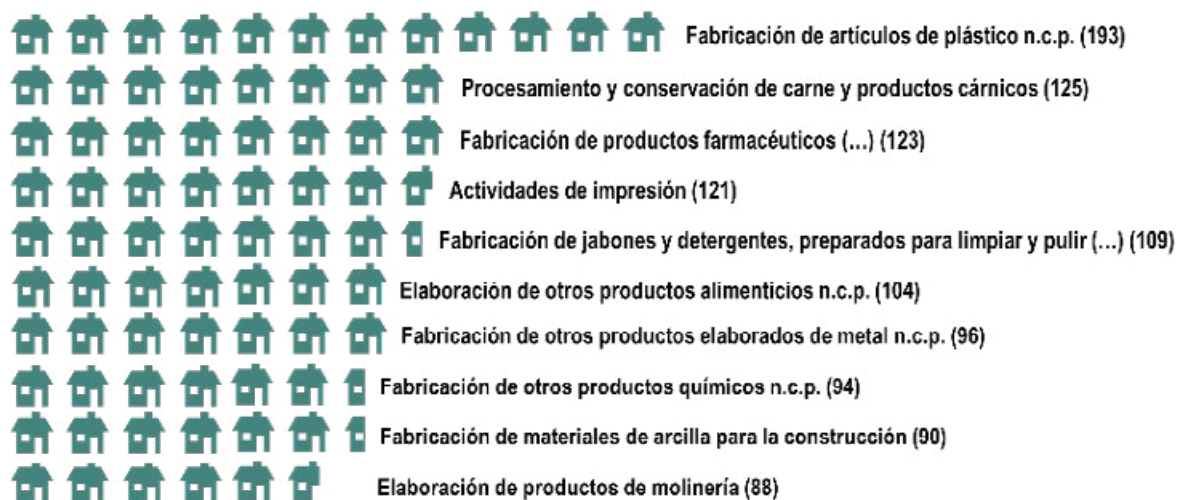 Fabricación de artículos de plástico n.c.p. (193)
Procesamiento y conservación de carne y productos cárnicos (125)
Fabricación de productos farmacéuticos (...) (123)
Actividades de impresión (121)
Fabricación de jabones y detergentes, preparados para limpiar y pulir (...) (109)
Elaboración de otros productos alimenticios n.c.p. (104)
Fabricación de otros productos elaborados de metal n.c.p. (96)
Fabricación de otros productos químicos n.c.p. (94)
Fabricación de materiales de arcilla para la construcción (90)
Elaboración de productos de molinería (88)